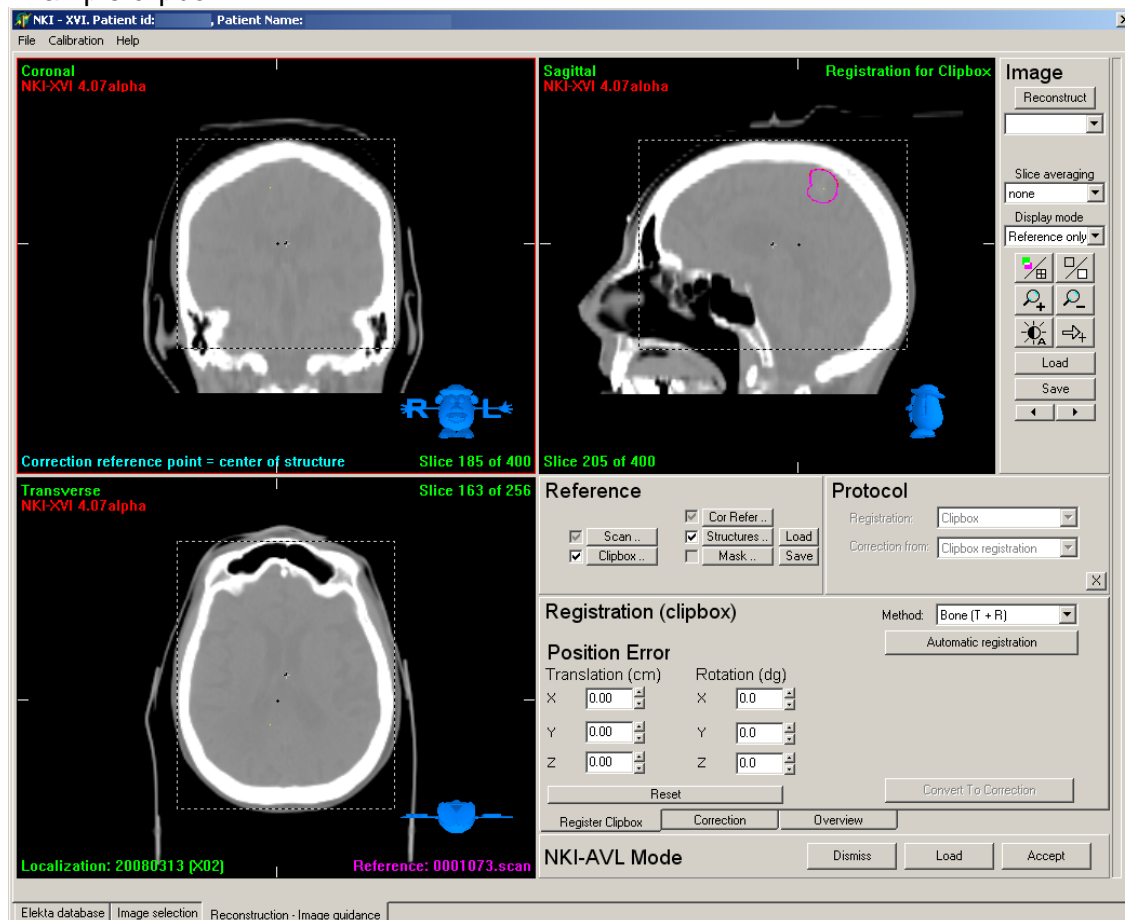 NKI - XVI. Patient id: , Patient Name:
File Calibration Help
Coronal
NKI-XVI 4.07alpha
R L
Correction reference point = center of structure
Slice 185 of 400
Sagittal
NKI-XVI 4.07alpha
Registration for Clipbox
Slice 205 of 400
Image
Reconstruct
Slice averaging
none
Display mode
Reference only
A
Load
Save
Transverse
NKI-XVI 4.07alpha
Slice 163 of 256
Localization: 20080313 (X02)
Reference: 0001073.scan
Reference
Cor Refer ..
Scan .. Structures .. Load
Clipbox .. Mask .. Save
Protocol
Registration: Clipbox
Correction from: Clipbox registration
X
Registration (clipbox)
Method: Bone (T + R)
Automatic registration
Position Error
Translation (cm) Rotation (dg)
X 0.00 X 0.0
Y 0.00 Y 0.0
Z 0.00 Z 0.0
Reset
Convert To Correction
Register Clipbox Correction Overview
NKI-AVL Mode Dismiss Load Accept
Elekta database Image selection Reconstruction - Image guidance